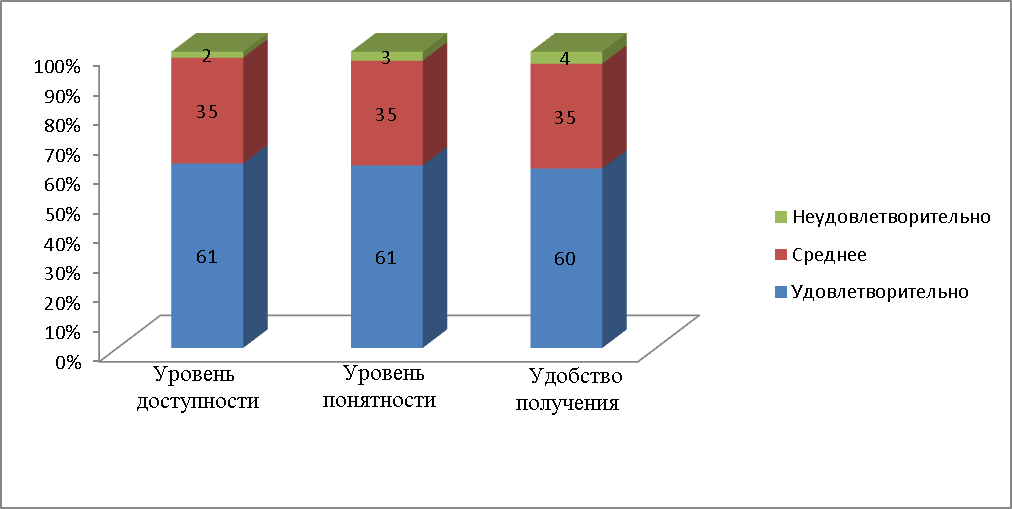 100%
90%
80%
70%
60%
50%
40%
30%
20%
10%
0%
2
3
4
35
35
35
61
61
60
Уровень
доступности
Уровень
понятности
Удобство
получения
Неудовлетворительно
Среднее
Удовлетворительно